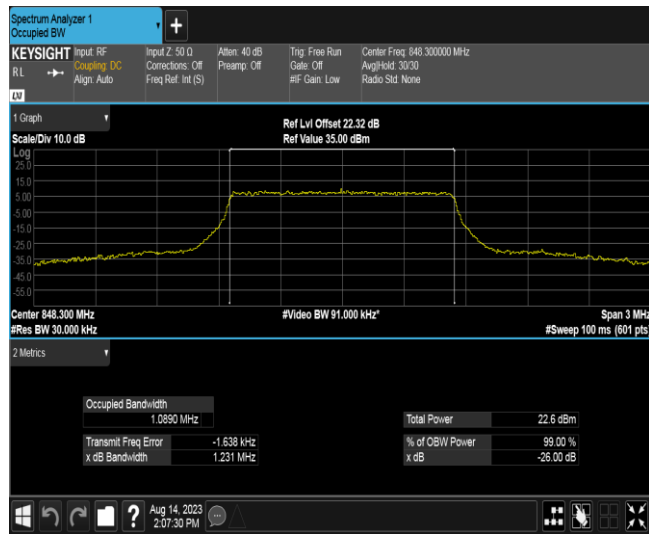 Spectrum Analyzer 1
Occupied BW
+
KEYSIGHT
RL
LXI
Input: RF
Coupling: DC
Align: Auto
Input Z: 50 Ω
Corrections: Off
Freq Ref: Int (S)
Atten: 40 dB
Preamp: Off
Trig: Free Run
Gate: Off
#IF Gain: Low
Center Freq: 848.300000 MHz
Avg|Hold: 30/30
Radio Std: None
1 Graph
Scale/Div 10.0 dB
Ref Lvl Offset 22.32 dB
Ref Value 35.00 dBm
Log
25.0
15.0
5.00
-5.00
-15.0
-25.0
-35.0
-45.0
-55.0
Center 848.300 MHz
#Video BW 91.000 kHz*
Span 3 MHz
#Res BW 30.000 kHz
#Sweep 100 ms (601 pts)
2 Metrics
Occupied Bandwidth
1.0890 MHz
Total Power 22.6 dBm
Transmit Freq Error -1.638 kHz
% of OBW Power 99.00 %
x dB Bandwidth 1.231 MHz
x dB -26.00 dB
?
Aug 14, 2023
2:07:30 PM